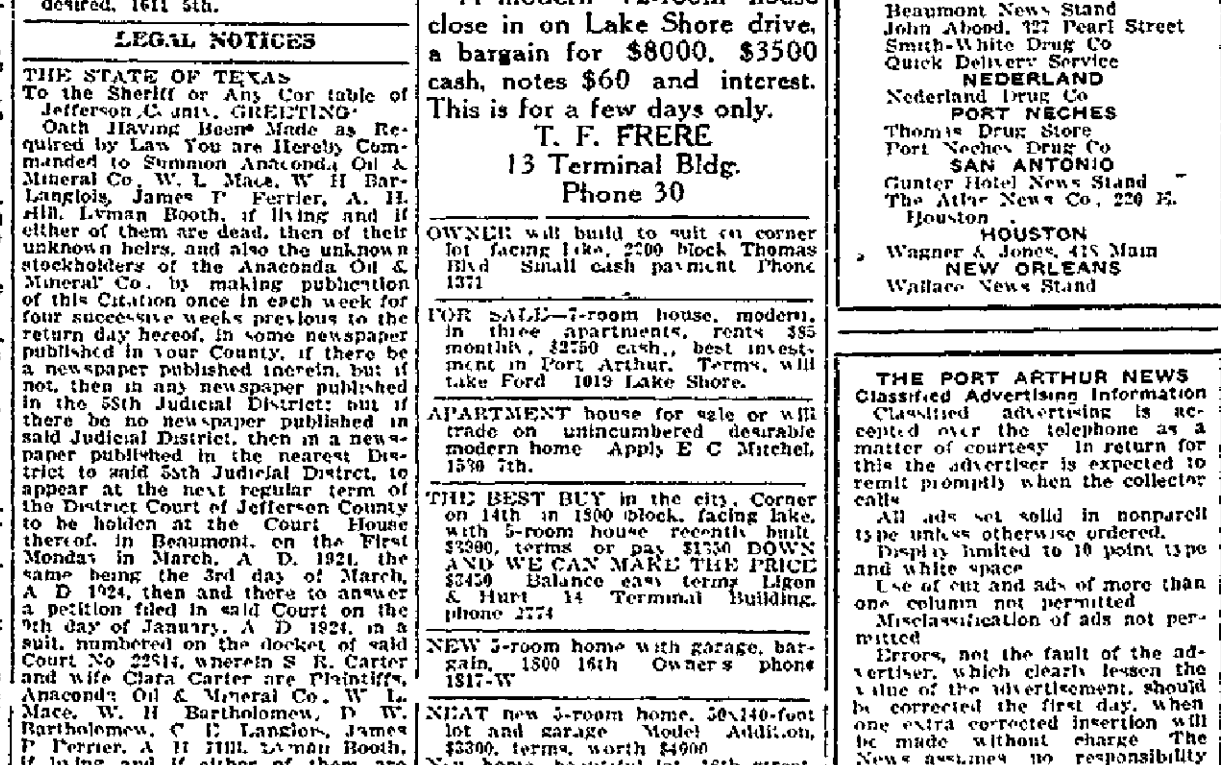 desired, 1611 5th.
LEGAL NOTICES
THE STATE OF TEXAS
To the Sheriff or Any Con table of
Jefferson C unty, GREETING:
Oath Having Been Made as Re-
quired by Law You are Hereby Com-
manded to Summon Anaconda Oil &
Mineral Co, W. L. Mace, W H Bar-
Langlois, James P Ferrier, A. H.
Hill, Lyman Booth, if living and if
either of them are dead, then of their
unknown heirs, and also the unknown
stockholders of the Anaconda Oil &
Mineral Co, by making publication
of this Citation once in each week for
four successive weeks previous to the
return day hereof, in some newspaper
published in your County, if there be
a newspaper published therein, but if
not, then in any newspaper published
in the 58th Judicial District; but if
there be no newspaper published in
said Judicial District, then in a news-
paper published in the nearest Dis-
trict to said 58th Judicial Distrct, to
appear at the next regular term of
the District Court of Jefferson County
to be holden at the Court House
thereof, in Beaumont, on the First
Monday in March, A D. 1924, the
same being the 3rd day of March,
A D 1924, then and there to answer
a petition filed in said Court on the
9th day of January, A D 1924, in a
suit, numbered on the docket of said
Court No wherein S R. Carter
and wife Clara Carter are Plaintiffs,
Anaconda Oil & Mineral Co, W L.
Mace, W. H Bartholomew, D W.
Bartholomew, C E Langlois, James
P Ferrier, A H Hill, Lyman Booth,
if living and if either of them are
A modern 12-room house
close in on Lake Shore drive,
a bargain for $8000, $3500
cash, notes $60 and interest.
This is for a few days only.
T. F. FRERE
13 Terminal Bldg.
Phone 30
OWNER will build to suit on corner
lot facing lake, 2200 block Thomas
Blvd Small cash payment Phone
1371
FOR SALE—7-room house, modern,
in three apartments, rents $85
monthly, $2750 cash,, best invest-
ment in Port Arthur. Terms, will
take Ford 1019 Lake Shore.
APARTMENT house for sale or will
trade on unincumbered desirable
modern home Apply E C Mitchel,
1530 7th.
THE BEST BUY in the city, Corner
on 14th in 1800 block, facing lake,
with 5-room house recently built
$3900, terms or pay $1350 DOWN
AND WE CAN MAKE THE PRICE
$3450 Balance easy terms Ligon
& Hurt 14 Terminal Building,
phone 2774
NEW 5-room home with garage, bar-
gain, 1800 16th Owner's phone
1817-W
NEAT new 5-room home, 50x140-foot
lot and garage Model Addition,
$3300, terms, worth $4000
New home, beautiful lot, 16th street,
Beaumont News Stand
John Abood, 327 Pearl Street
Smith-White Drug Co
Quick Delivery Service
NEDERLAND
Nederland Drug Co
PORT NECHES
Thomas Drug Store
Port Neches Drug Co
SAN ANTONIO
Gunter Hotel News Stand
The Atlas News Co, 220 E.
Houston
HOUSTON
Wagner & Jones, 418 Main
NEW ORLEANS
Wallace News Stand
THE PORT ARTHUR NEWS
Classified Advertising Information
Classified advertising is ac-
cepted over the telephone as a
matter of courtesy In return for
this the advertiser is expected to
remit promptly when the collector
calls
All ads set solid in nonpareil
type unless otherwise ordered.
Display limited to 10 point type
and white space
Use of cut and ads of more than
one column not permitted
Misclassification of ads not per-
mitted
Errors, not the fault of the ad-
vertiser, which clearly lessen the
value of the advertisement, should
be corrected the first day, when
one extra corrected insertion will
be made without charge The
News assumes no responsibility